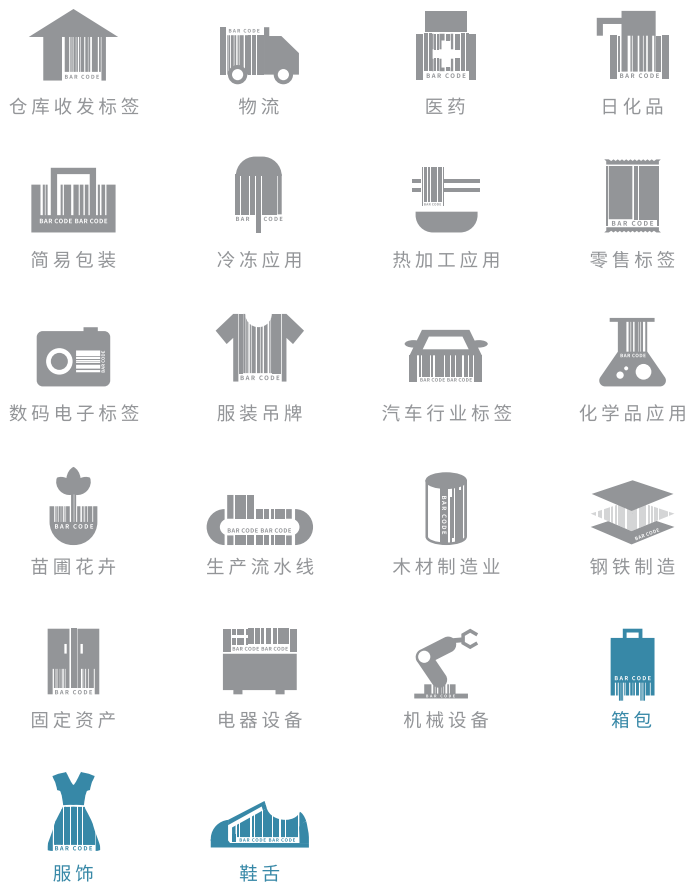 BAR CODE
BAR CODE
BAR CODE
BAR CODE
仓库收发标签
物流
医药
日化品
BAR CODE BAR CODE
BAR CODE
BAR CODE
BAR CODE
简易包装
冷冻应用
热加工应用
零售标签
BAR CODE
BAR CODE
BAR CODE BAR CODE
BAR CODE
数码电子标签
服装吊牌
汽车行业标签
化学品应用
BAR CODE
BAR CODE BAR CODE
BAR CODE
BAR CODE
苗圃花卉
生产流水线
木材制造业
钢铁制造
BAR CODE
BAR CODE BAR CODE
BAR CODE
BAR CODE
固定资产
电器设备
机械设备
箱包
BAR CODE
BAR CODE BAR CODE
服饰
鞋舌